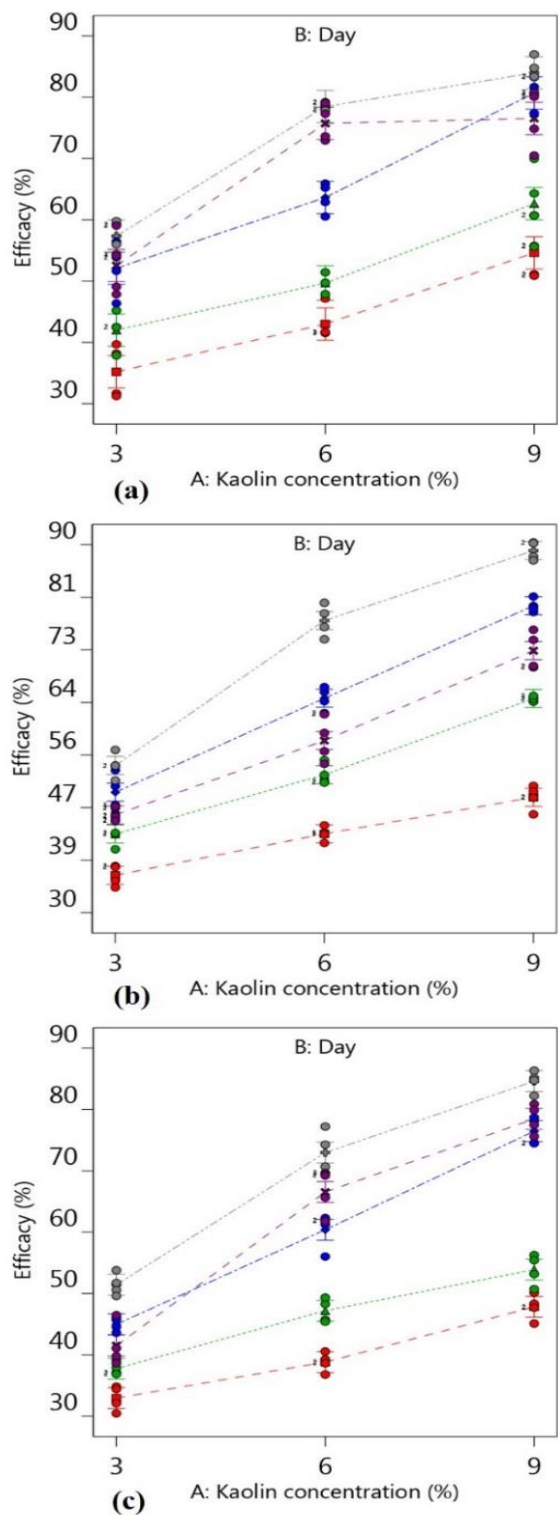 B: Day
90
80
70
60
50
40
30
Efficacy (%)
3
6
9
(a)
A: Kaolin concentration (%)
B: Day
90
81
73
64
56
47
39
30
Efficacy (%)
3
6
9
(b)
A: Kaolin concentration (%)
B: Day
90
80
70
60
50
40
30
Efficacy (%)
3
6
9
(c)
A: Kaolin concentration (%)